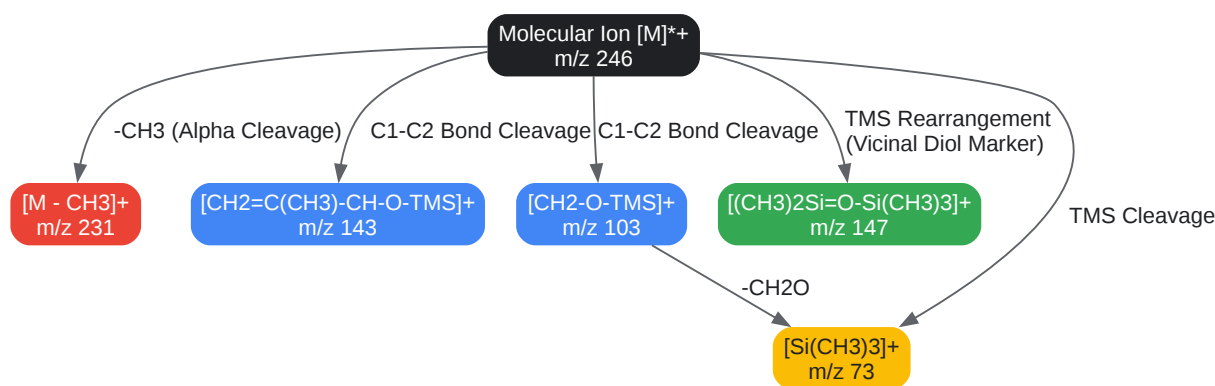 Molecular Ion [M]*+
m/z 246
-CH3 (Alpha Cleavage)
C1-C2 Bond Cleavage
C1-C2 Bond Cleavage
TMS Rearrangement
(Vicinal Diol Marker)
[M - CH3]+
m/z 231
[CH2=C(CH3)-CH-O-TMS]+
m/z 143
[CH2-O-TMS]+
m/z 103
[(CH3)2Si=O-Si(CH3)3]+
m/z 147
TMS Cleavage
-CH2O
[Si(CH3)3]+
m/z 73